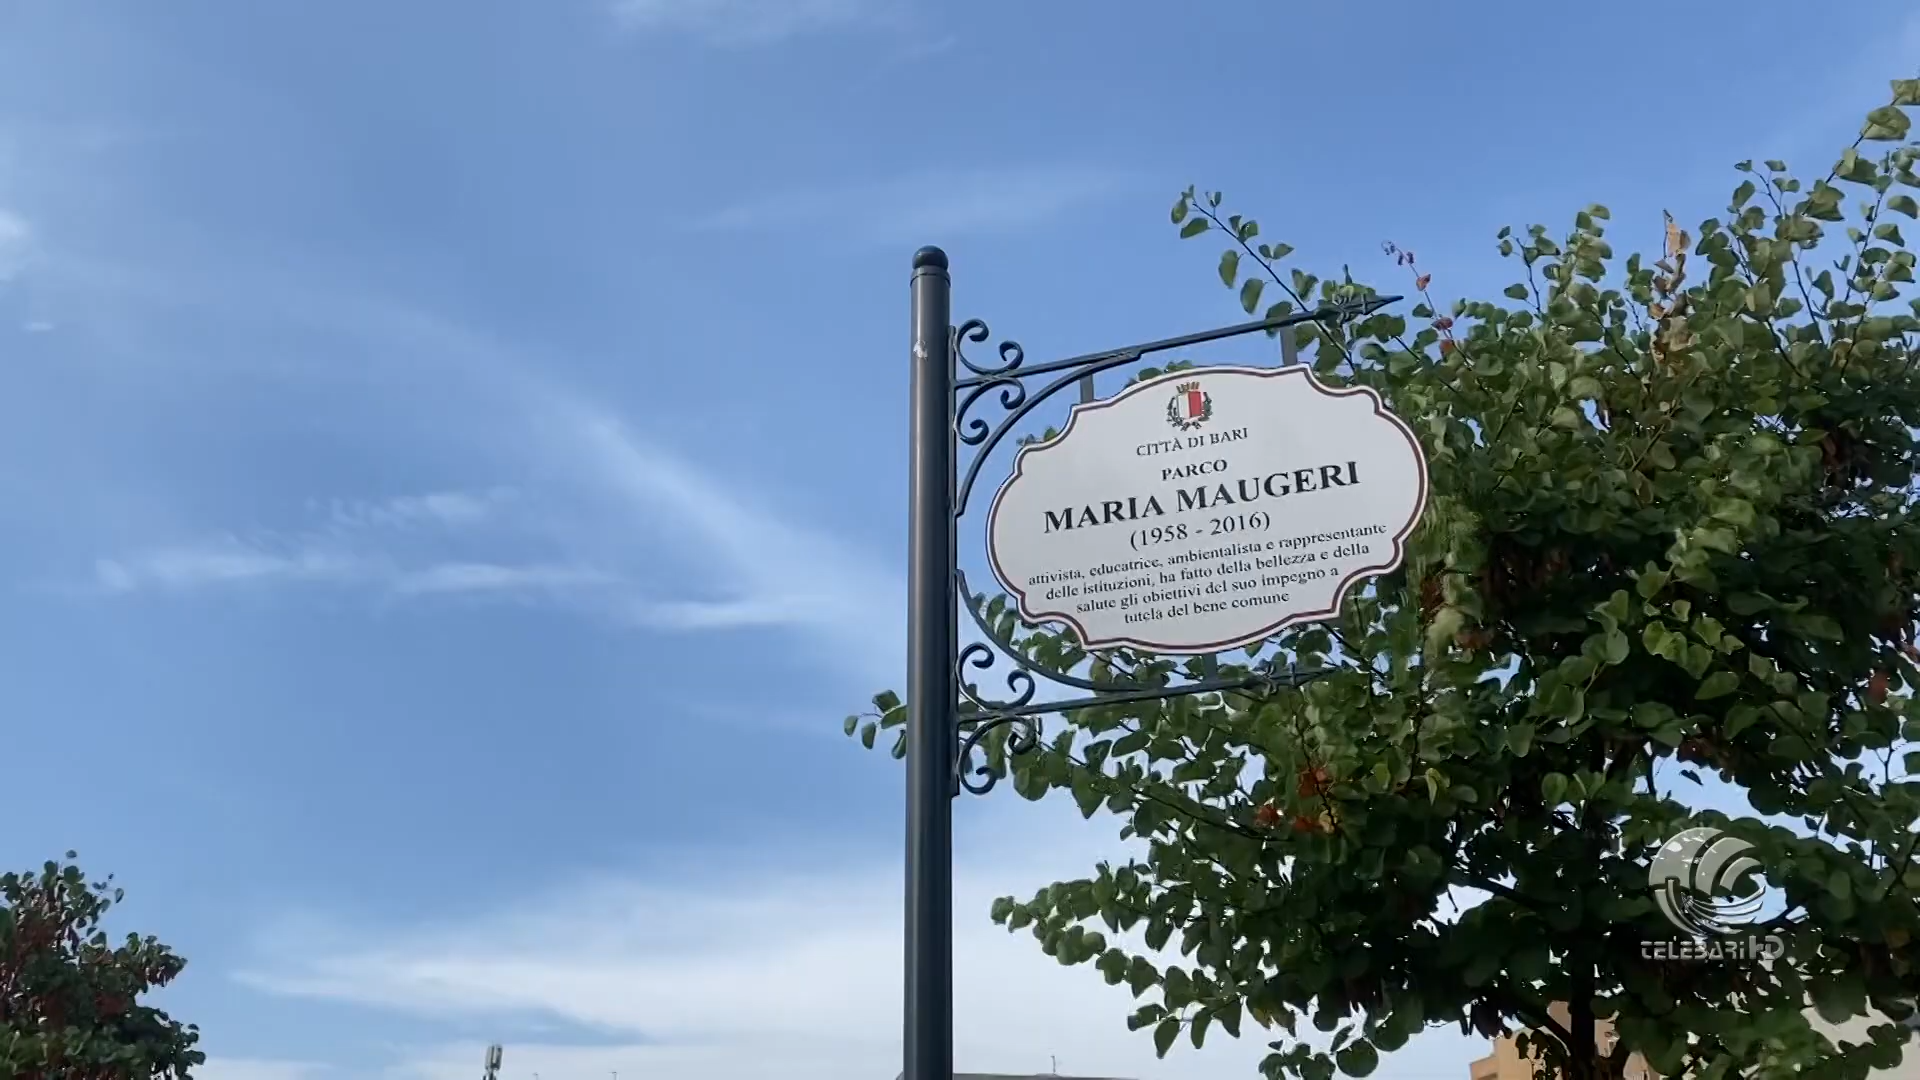 CITTÀ DI BARI
PARCO
MARIA MAUGERI
(1958 - 2016)
attivista, educatrice, ambientalista e rappresentante
delle istituzioni, ha fatto della bellezza e della
salute gli obiettivi del suo impegno a
tutela del bene comune
TELEBARI HD